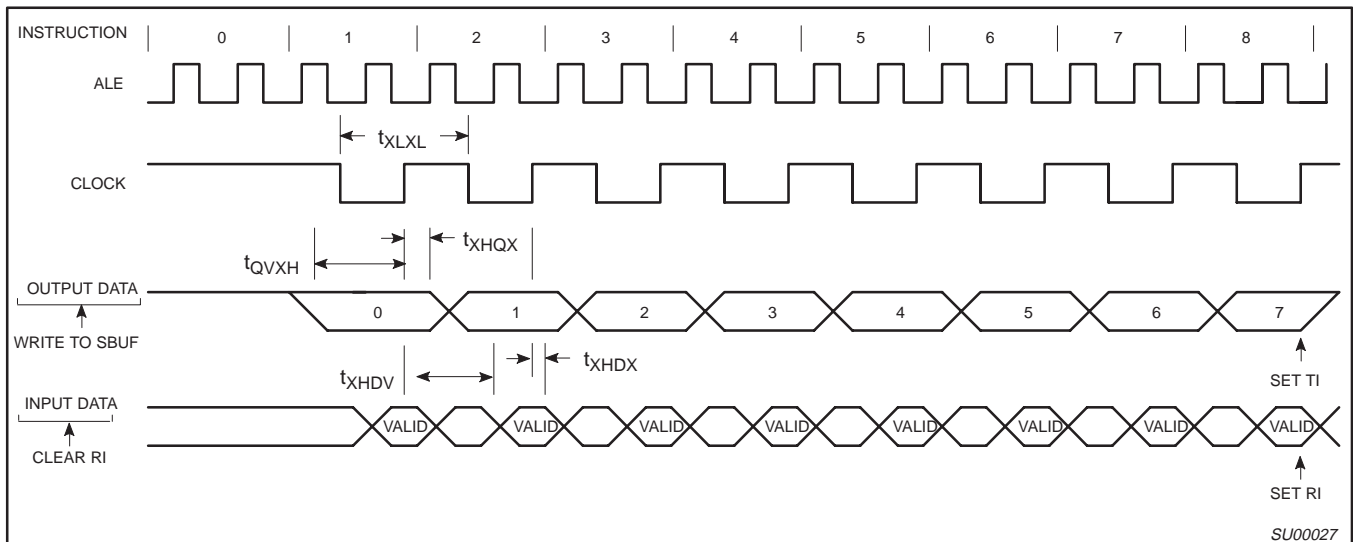 INSTRUCTION 0 1 2 3 4 5 6 7 8
ALE
tXLXL
CLOCK
tXHQX
tQVXH
OUTPUT DATA
0 1 2 3 4 5 6 7
WRITE TO SBUF
tXHDX
tXHDV
SET TI
INPUT DATA
VALID VALID VALID VALID VALID VALID VALID VALID
CLEAR RI
SET RI
SU00027